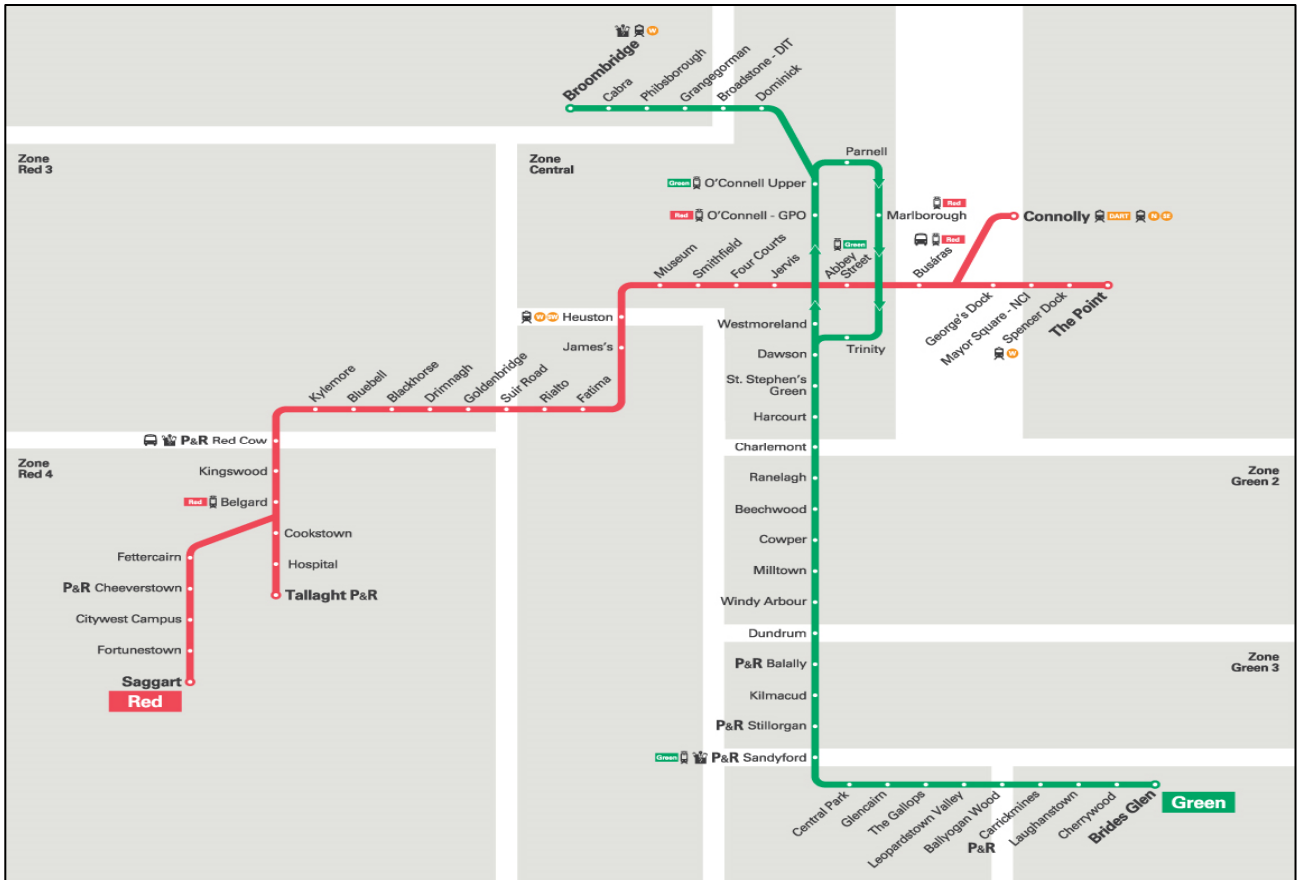 Broombridge
Cabra
Phibsborough
Grangegorman
Broadstone - DIT
Dominick
W
Zone
Red 3
Zone
Central
Parnell
Green O'Connell Upper
Red O'Connell - GPO
Marlborough
Red
Connolly DART N M
Museum
Smithfield
Four Courts
Jervis
Green
Abbey
Street
Red
Busáras
George's Dock
Mayor Square - NCI
Spencer Dock
The Point
W
W SW Heuston
Westmoreland
James's
Trinity
Dawson
St. Stephen's
Green
Harcourt
Charlemont
Kylemore
Bluebell
Blackhorse
Drimnagh
Goldenbridge
Suir Road
Rialto
Fatima
P&R Red Cow
Zone
Red 4
Kingswood
Red Belgard
Cookstown
Hospital
Tallaght P&R
Fettercairn
P&R Cheeverstown
Citywest Campus
Fortunestown
Saggart
Red
Zone
Green 2
Ranelagh
Beechwood
Cowper
Milltown
Windy Arbour
Dundrum
Zone
Green 3
P&R Balally
Kilmacud
P&R Stillorgan
Green P&R Sandyford
Central Park
Glencairn
The Gallops
Leopardstown Valley
Ballyogan Wood
Carrickmines
P&R
Laughanstown
Cherrywood
Brides Glen
Green